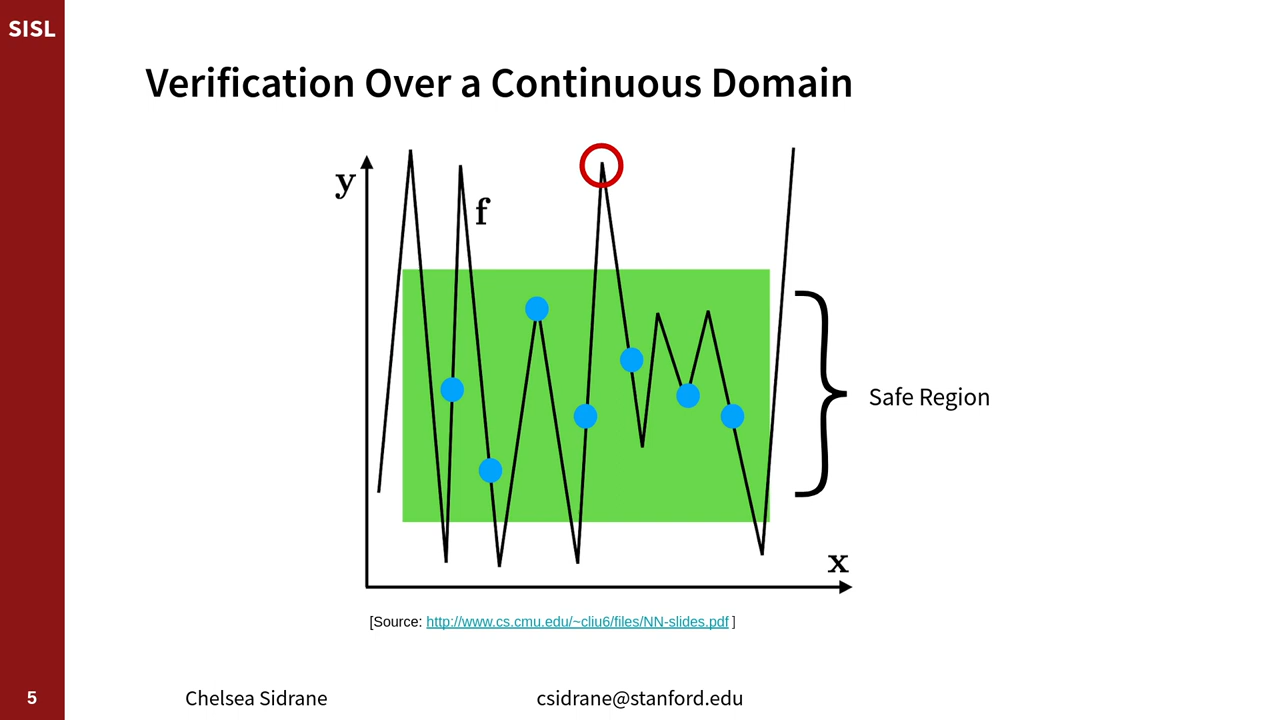 SISL
Verification Over a Continuous Domain
y
f
Safe Region
x
[Source: http://www.cs.cmu.edu/~cliu6/files/NN-slides.pdf ]
5
Chelsea Sidrane
csidrane@stanford.edu